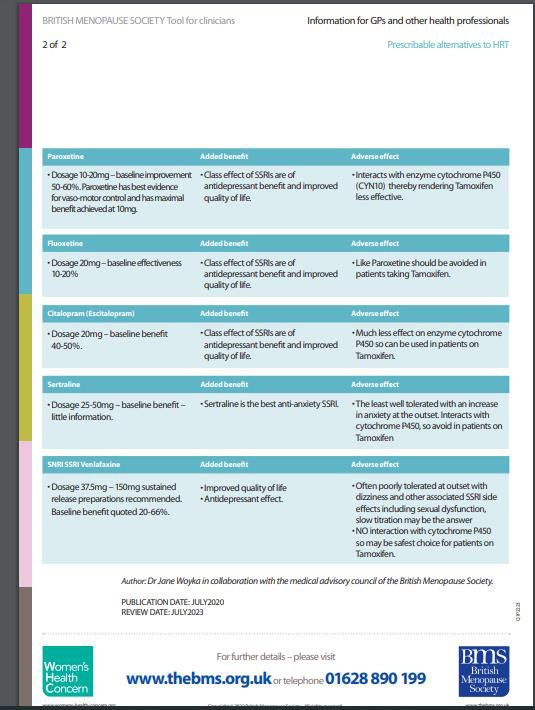 BRITISH MENOPAUSE SOCIETY Tool for clinicians
Information for GPs and other health professionals
2 of 2
Prescribable alternatives to HRT
Paroxetine
Added benefit
Adverse effect
• Dosage 10-20mg – baseline improvement
50-60%. Paroxetine has best evidence
for vaso-motor control and has maximal
benefit achieved at 10mg.
• Class effect of SSRIs are of
antidepressant benefit and improved
quality of life.
• Interacts with enzyme cytochrome P450
(CYN10) thereby rendering Tamoxifen
less effective.
Fluoxetine
Added benefit
Adverse effect
• Dosage 20mg – baseline effectiveness
10-20%
• Class effect of SSRIs are of
antidepressant benefit and improved
quality of life.
• Like Paroxetine should be avoided in
patients taking Tamoxifen.
Citalopram (Escitalopram)
Added benefit
Adverse effect
• Dosage 20mg – baseline benefit
40-50%.
• Class effect of SSRIs are of
antidepressant benefit and improved
quality of life.
• Much less effect on enzyme cytochrome
P450 so can be used in patients on
Tamoxifen.
Sertraline
Added benefit
Adverse effect
• Dosage 25-50mg – baseline benefit –
little information.
• Sertraline is the best anti-anxiety SSRI.
• The least well tolerated with an increase
in anxiety at the outset. Interacts with
cytochrome P450, so avoid in patients on
Tamoxifen
SNRI SSRI Venlafaxine
Added benefit
Adverse effect
• Dosage 37.5mg – 150mg sustained
release preparations recommended.
Baseline benefit quoted 20-66%.
• Improved quality of life
• Antidepressant effect.
• Often poorly tolerated at outset with
dizziness and other associated SSRI side
effects including sexual dysfunction,
slow titration may be the answer
• NO interaction with cytochrome P450
so may be safest choice for patients on
Tamoxifen.
Author: Dr Jane Woyka in collaboration with the medical advisory council of the British Menopause Society.
PUBLICATION DATE: JULY2020
REVIEW DATE: JULY2023
Women's
Health
Concern
For further details – please visit
www.thebms.org.uk or telephone 01628 890 199
BMS
British
Menopause
Society